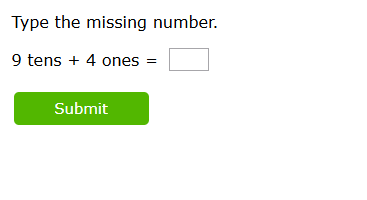 Type the missing number.
9 tens + 4 ones =
Submit